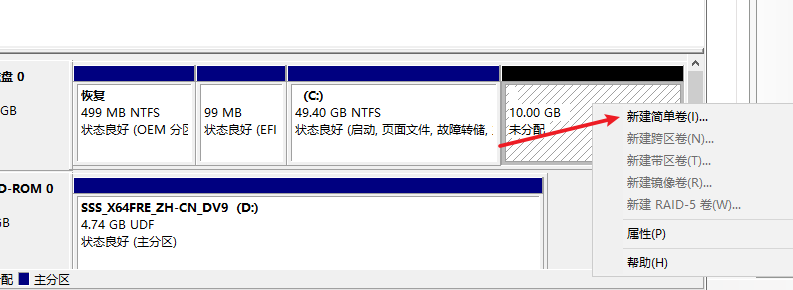 盘 0
GB
恢复
499 MB NTFS
状态良好 (OEM 分区
99 MB
状态良好 (EFI
(C:)
49.40 GB NTFS
状态良好 (启动, 页面文件, 故障转储,
10.00 GB
未分配
新建简单卷(I)...
新建跨区卷(N)...
新建带区卷(T)...
新建镜像卷(R)...
新建 RAID-5 卷(W)...
属性(P)
帮助(H)
D-ROM 0
GB
SSS_X64FRE_ZH-CN_DV9 (D:)
4.74 GB UDF
状态良好 (主分区)
配
主分区